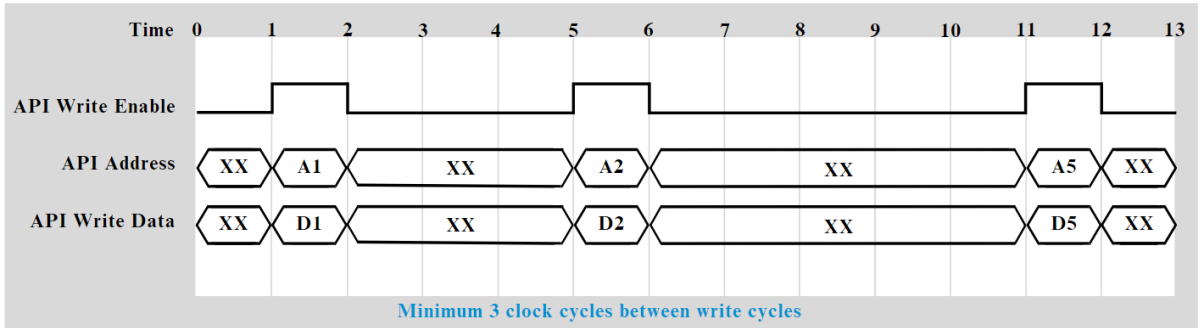 Time 0 1 2 3 4 5 6 7 8 9 10 11 12 13
API Write Enable
API Address XX A1 XX A2 XX A5 XX
API Write Data XX D1 XX D2 XX D5 XX
Minimum 3 clock cycles between write cycles